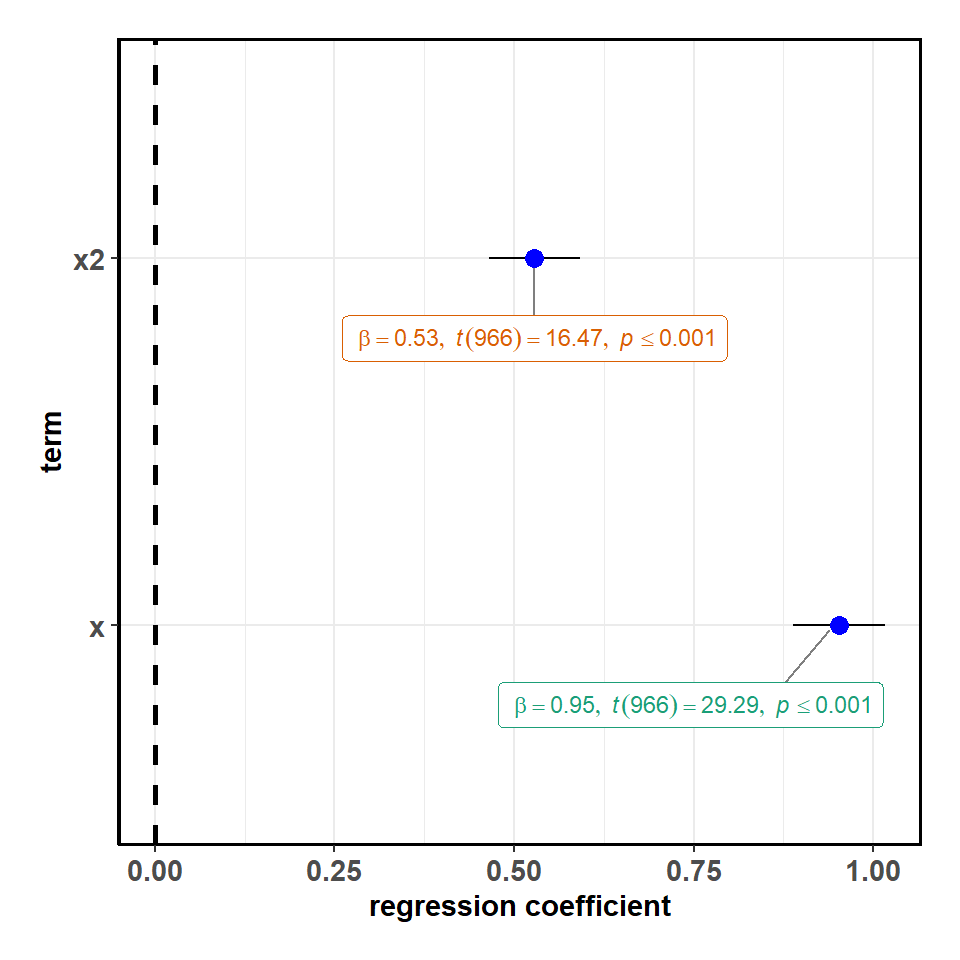 x2
β = 0.53, t(966) = 16.47, p ≤ 0.001
term
x
β = 0.95, t(966) = 29.29, p ≤ 0.001
0.00 0.25 0.50 0.75 1.00
regression coefficient